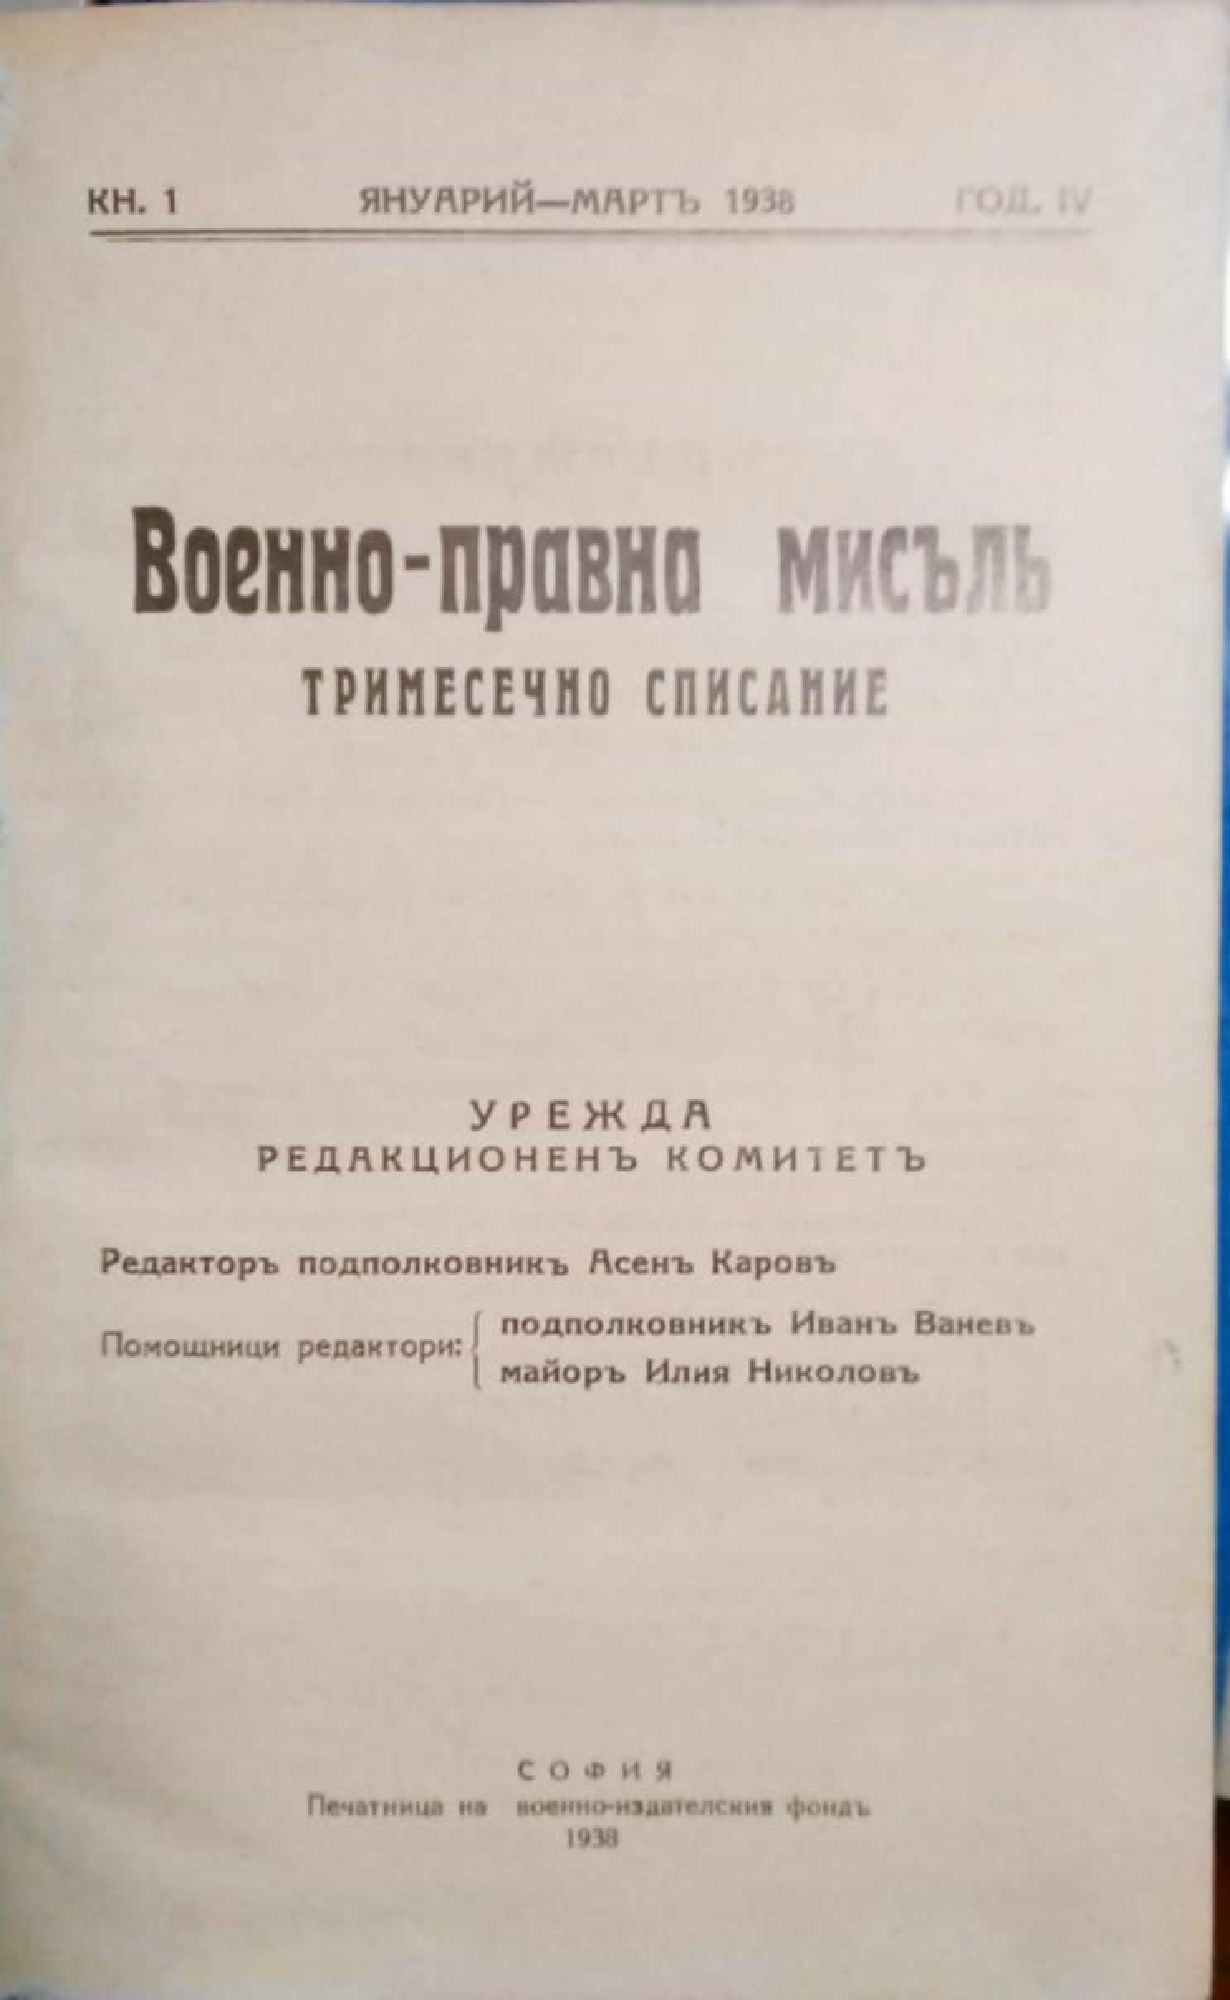 КН. 1 ЯНУАРИЙ—МАРТЪ 1938 ГОД. IV
Военно-правна мисъль
ТРИМЕСЕЧНО СПИСАНИЕ
УРЕЖДА
РЕДАКЦИОНЕНЪ КОМИТЕТЪ
Редакторъ подполковникъ Асенъ Каровъ
Помощници редактори: подполковникъ Иванъ Ваневъ
майоръ Илия Николовъ
СОФИЯ
Печатница на военно-издателския фондъ
1938